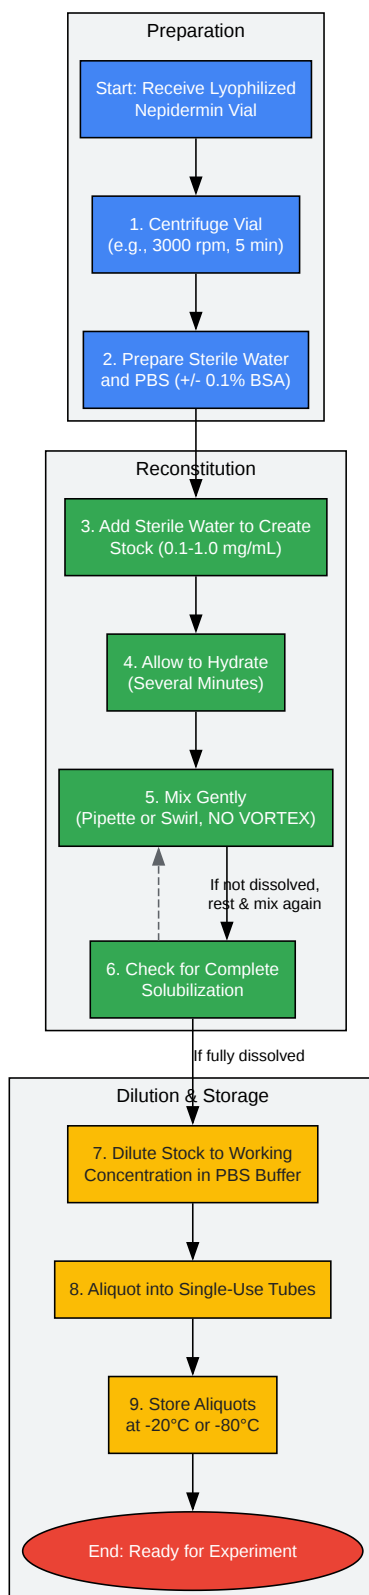 Preparation
Start: Receive Lyophilized
Nepidermin Vial
1. Centrifuge Vial
(e.g., 3000 rpm, 5 min)
2. Prepare Sterile Water
and PBS (+/- 0.1% BSA)
Reconstitution
3. Add Sterile Water to Create
Stock (0.1-1.0 mg/mL)
4. Allow to Hydrate
(Several Minutes)
5. Mix Gently
(Pipette or Swirl, NO VORTEX)
If not dissolved,
rest & mix again
6. Check for Complete
Solubilization
If fully dissolved
Dilution & Storage
7. Dilute Stock to Working
Concentration in PBS Buffer
8. Aliquot into Single-Use Tubes
9. Store Aliquots
at -20°C or -80°C
End: Ready for Experiment